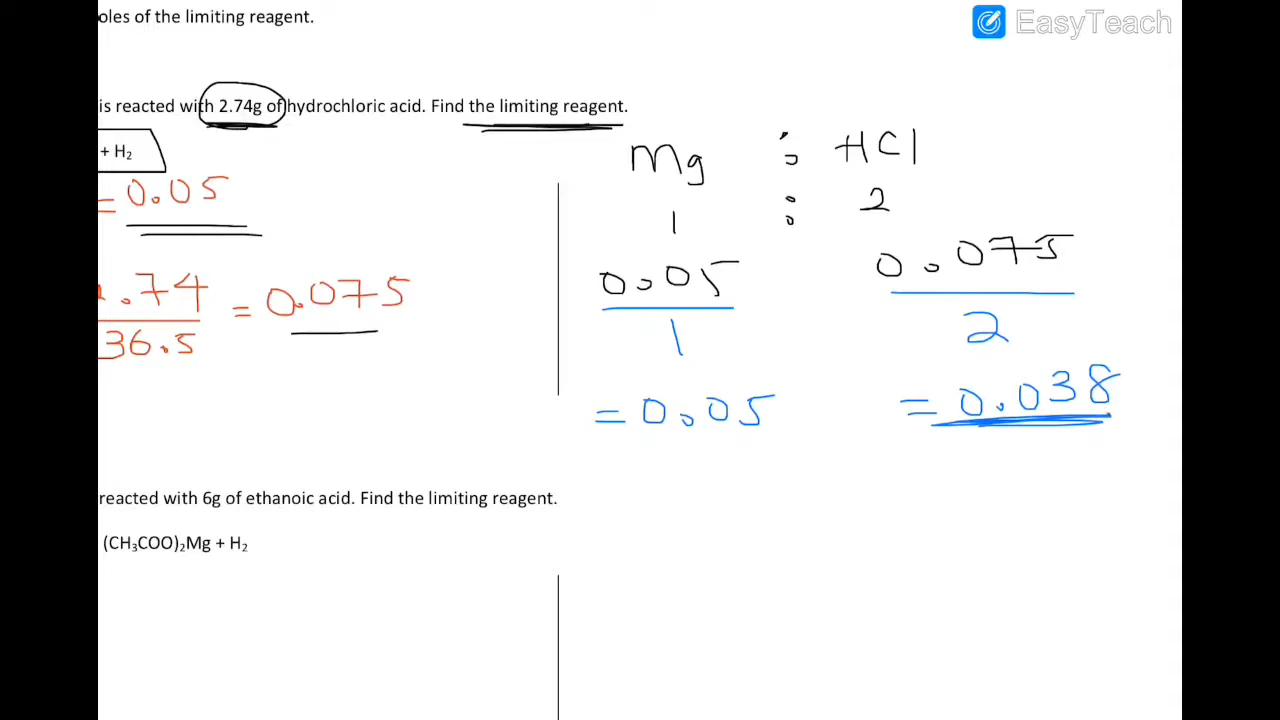 oles of the limiting reagent.
EasyTeach
is reacted with 2.74g of hydrochloric acid. Find the limiting reagent.
+ H₂
= 0.05
.74
36.5
= 0.075
Mg : HCl
1 : 2
0.05
1
0.075
2
= 0.05
= 0.038
reacted with 6g of ethanoic acid. Find the limiting reagent.
(CH₃COO)₂Mg + H₂